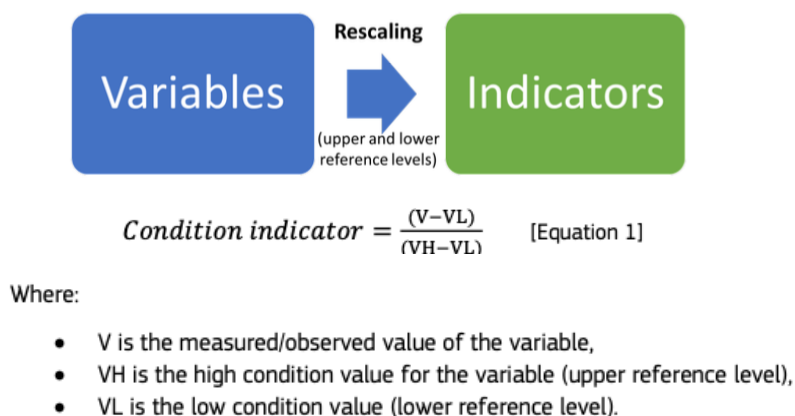 Rescaling
Variables
Indicators
(upper and lower
reference levels)
Condition indicator = (V−VL)
(VH−VL)
[Equation 1]
Where:
• V is the measured/observed value of the variable,
• VH is the high condition value for the variable (upper reference level),
• VL is the low condition value (lower reference level).